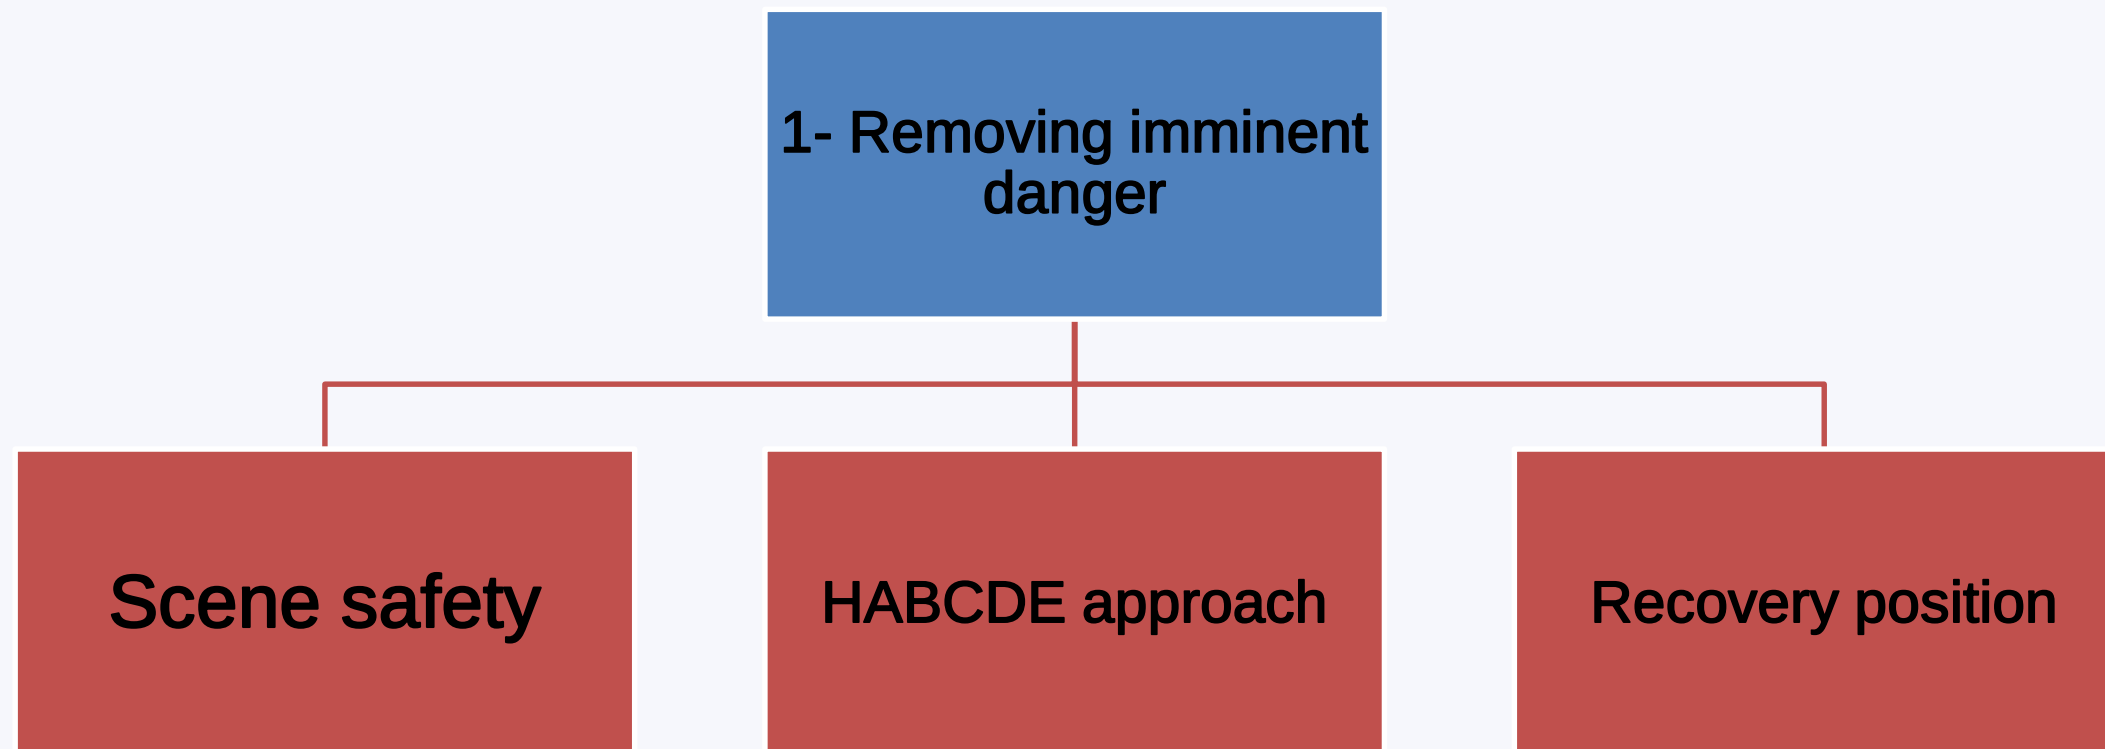 1- Removing imminent
danger
Scene safety
HABCDE approach
Recovery position